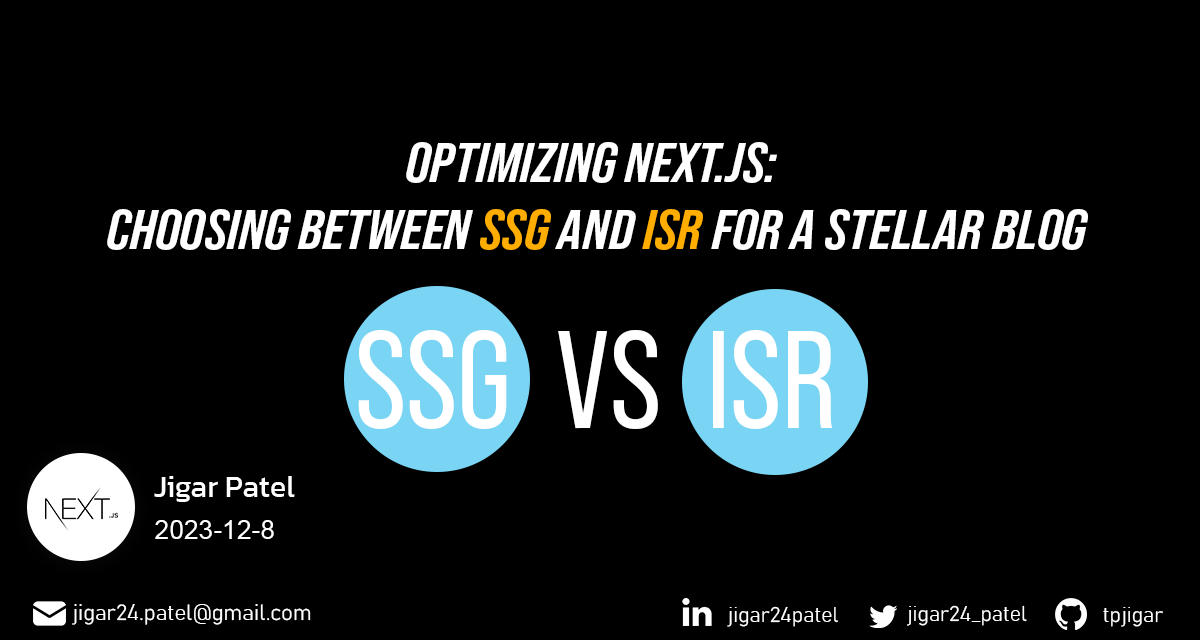 OPTIMIZING NEXT.JS:
CHOOSING BETWEEN SSG AND ISR FOR A STELLAR BLOG
SSG VS ISR
NEXT.JS
Jigar Patel
2023-12-8
jigar24.patel@gmail.com
in jigar24patel
jigar24_patel
tpjigar